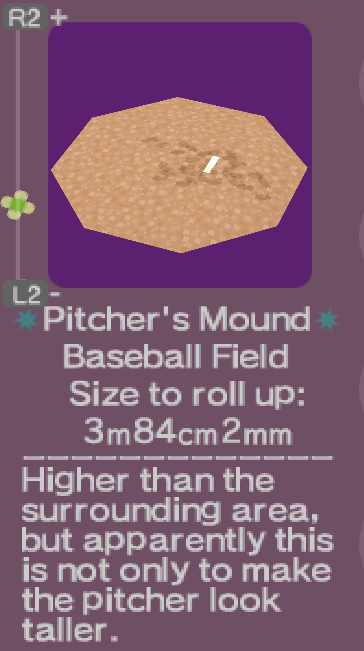 R2 +
L2 -
Pitcher's Mound
Baseball Field
Size to roll up:
3m84cm2mm
Higher than the
surrounding area,
but apparently this
is not only to make
the pitcher look
taller.